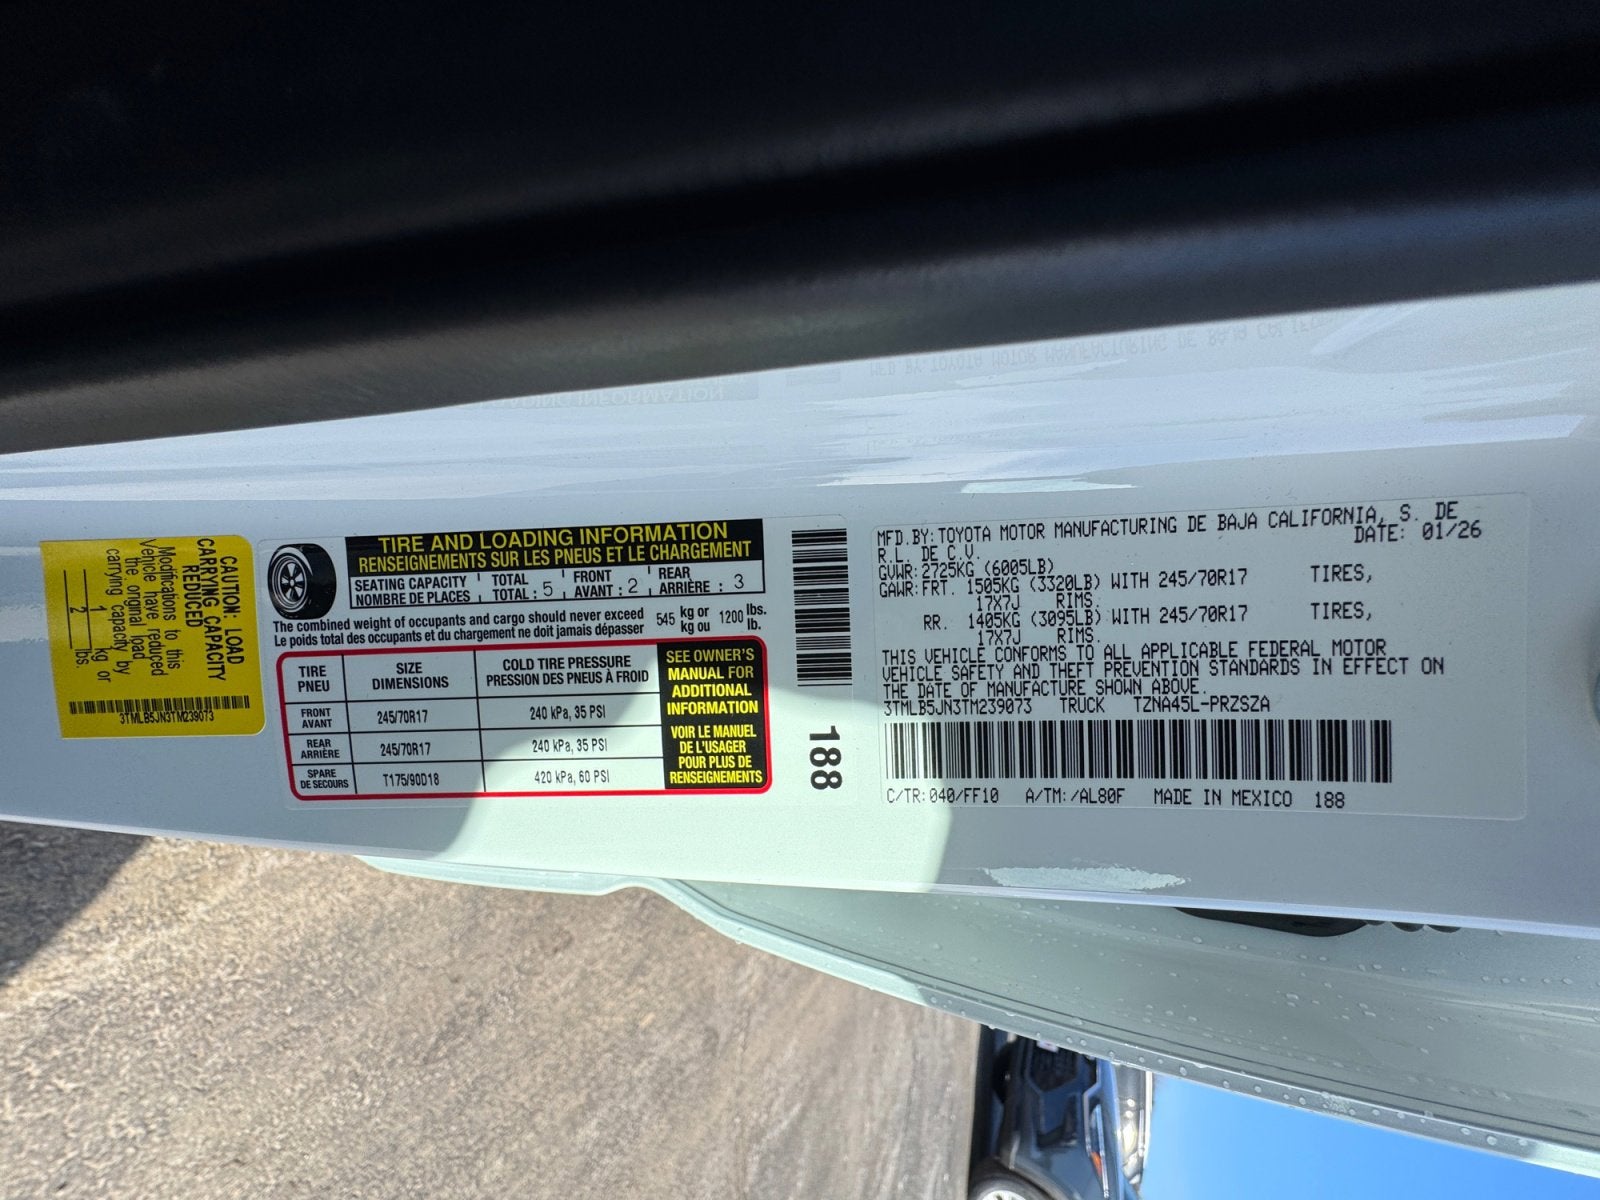 CAUTION: LOAD
CARRYING CAPACITY
REDUCED
Modifications to this
Vehicle have reduced
the original load
carrying capacity by
1 kg or
2 lbs.
3TMLB5JN3TM239073
TIRE AND LOADING INFORMATION
RENSEIGNEMENTS SUR LES PNEUS ET LE CHARGEMENT
SEATING CAPACITY TOTAL FRONT REAR
NOMBRE DE PLACES TOTAL : 5 AVANT : 2 ARRIÈRE : 3
The combined weight of occupants and cargo should never exceed 545 kg or 1200 lbs.
Le poids total des occupants et du chargement ne doit jamais dépasser kg ou lb.
TIRE SIZE COLD TIRE PRESSURE
PNEU DIMENSIONS PRESSION DES PNEUS À FROID
FRONT
AVANT 245/70R17 240 kPa, 35 PSI
REAR
ARRIÈRE 245/70R17 240 kPa, 35 PSI
SPARE
DE SECOURS T175/90D18 420 kPa, 60 PSI
SEE OWNER'S
MANUAL FOR
ADDITIONAL
INFORMATION
VOIR LE MANUEL
DE L'USAGER
POUR PLUS DE
RENSEIGNEMENTS
188
MFD.BY:TOYOTA MOTOR MANUFACTURING DE BAJA CALIFORNIA, S. DE
R.L. DE C.V. DATE: 01/26
GVWR:2725KG (6005LB)
GAWR:FRT. 1505KG (3320LB) WITH 245/70R17 TIRES,
17X7J RIMS.
RR. 1405KG (3095LB) WITH 245/70R17 TIRES,
17X7J RIMS.
THIS VEHICLE CONFORMS TO ALL APPLICABLE FEDERAL MOTOR
VEHICLE SAFETY AND THEFT PREVENTION STANDARDS IN EFFECT ON
THE DATE OF MANUFACTURE SHOWN ABOVE.
3TMLB5JN3TM239073 TRUCK TZNA45L-PRZSZA
C/TR:040/FF10 A/TM:/AL80F MADE IN MEXICO 188